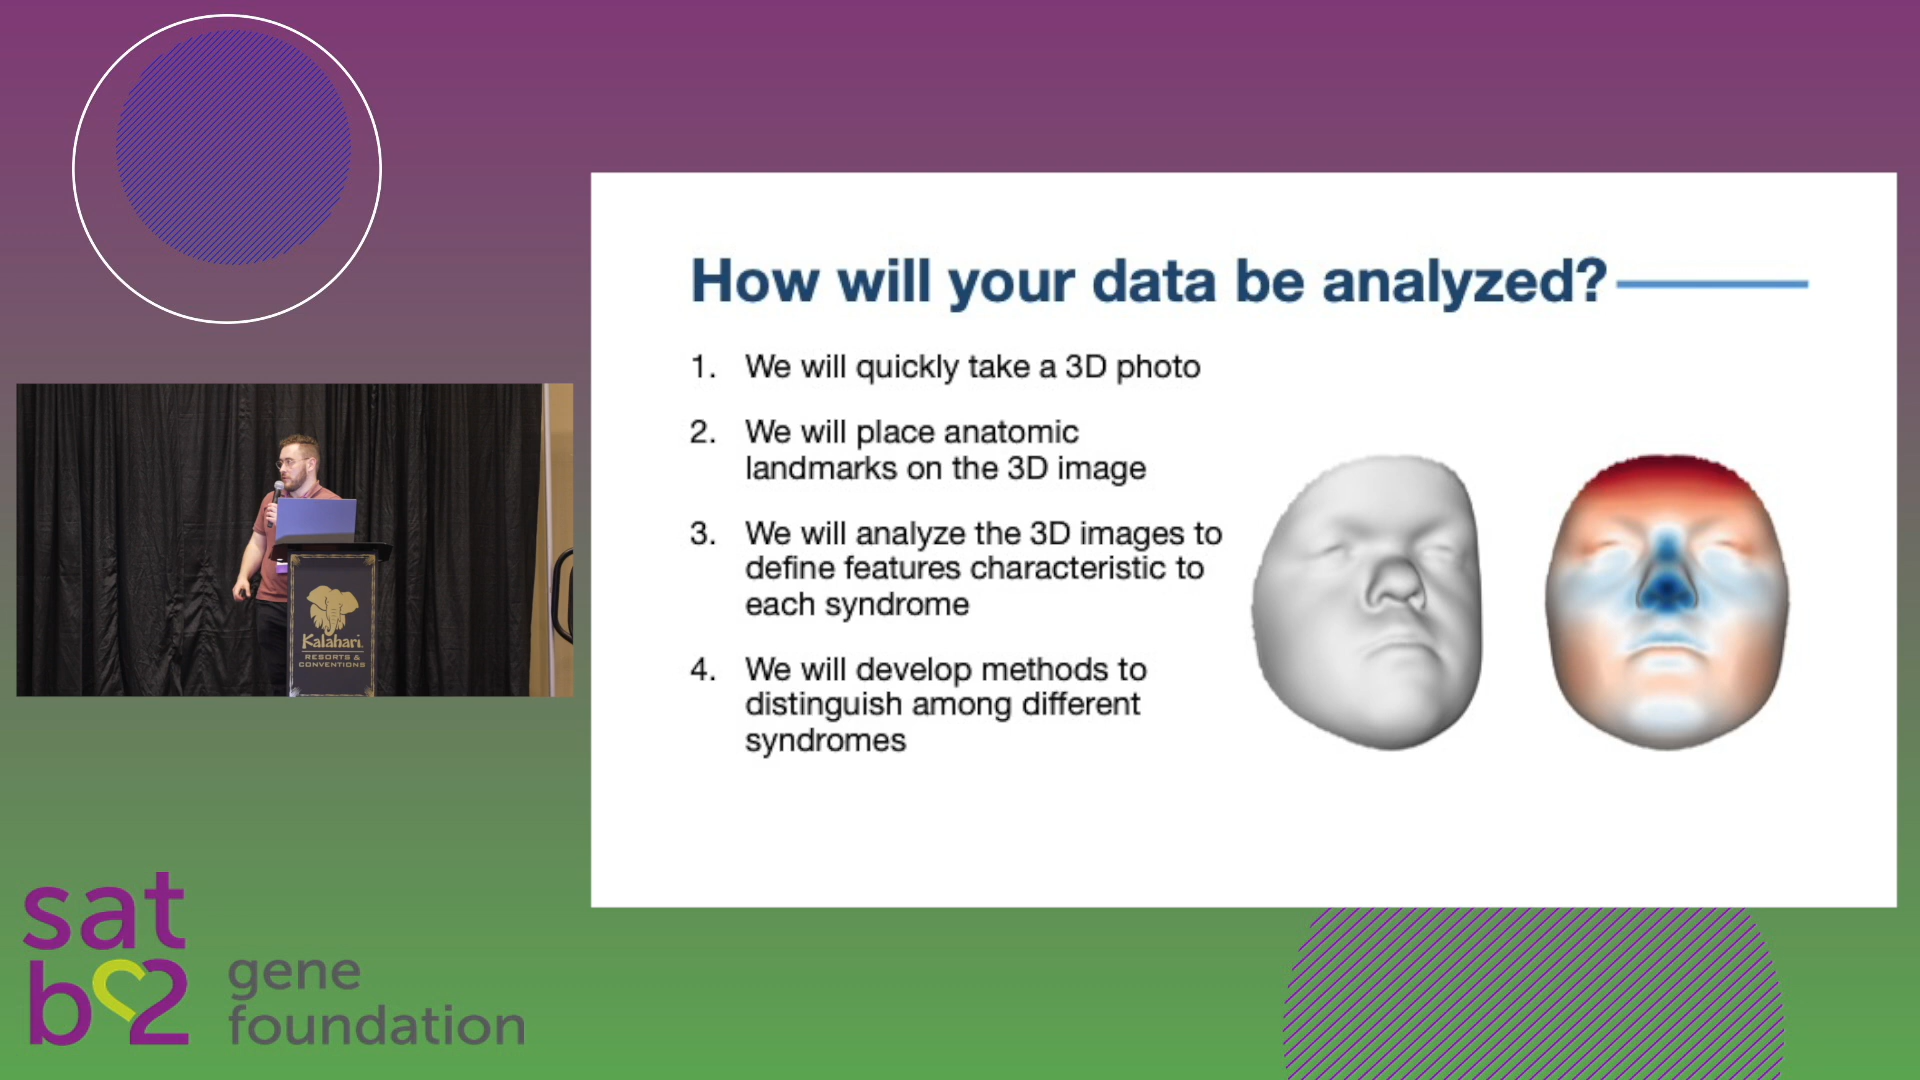 How will your data be analyzed?
1. We will quickly take a 3D photo
2. We will place anatomic
landmarks on the 3D image
3. We will analyze the 3D images to
define features characteristic to
each syndrome
4. We will develop methods to
distinguish among different
syndromes
Kalahari
RESORTS &
CONVENTIONS
sat
b2
gene
foundation